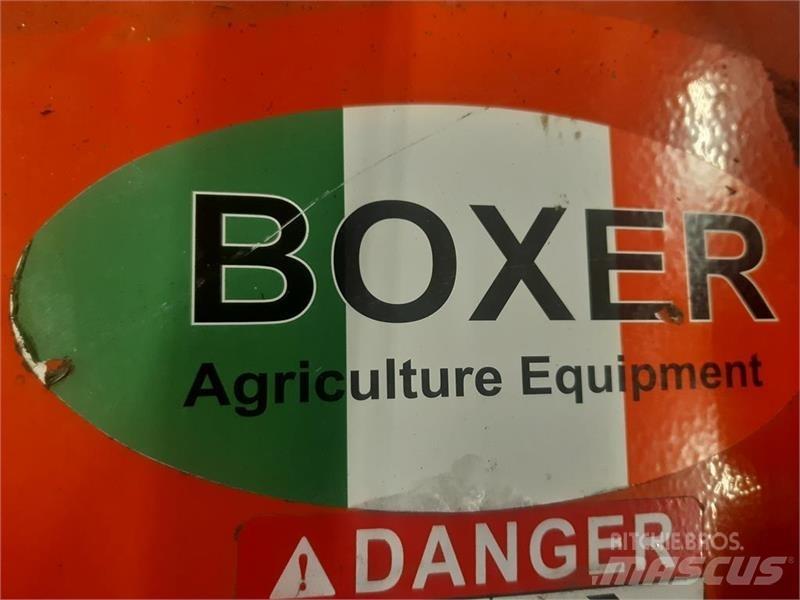 BOXER
Agriculture Equipment
DANGER
RITCHIE BROS.
MASCUS